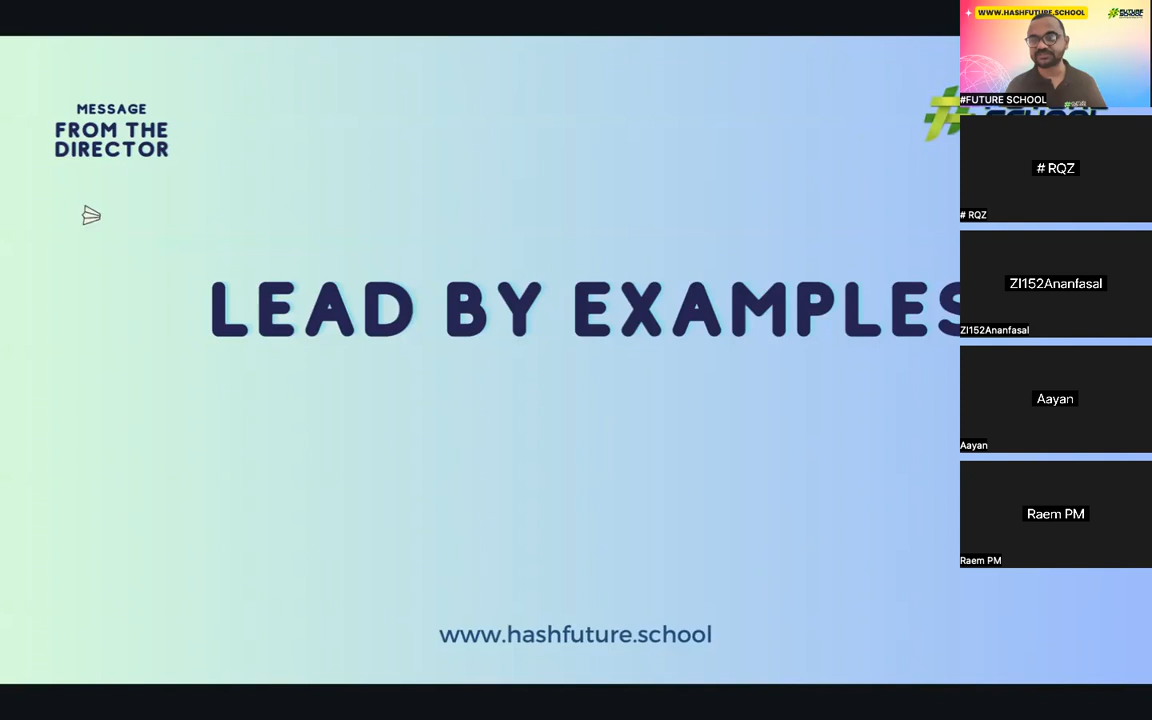 MESSAGE
FROM THE
DIRECTOR
LEAD BY EXAMPLES
www.hashfuture.school
WWW.HASHFUTURE.SCHOOL
#FUTURE SCHOOL
# RQZ
# RQZ
ZI152Ananfasal
ZI152Ananfasal
Aayan
Aayan
Raem PM
Raem PM